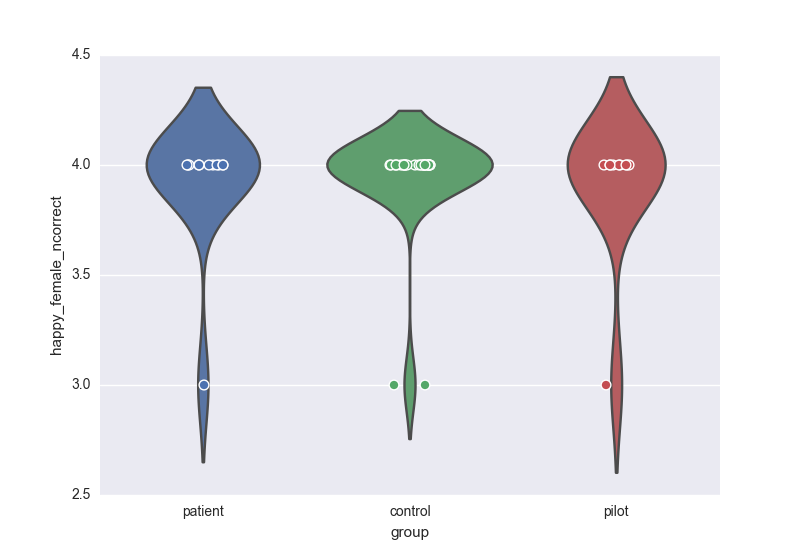 4.5
4.0
3.5
3.0
2.5
happy_female_ncorrect
patient
control
pilot
group